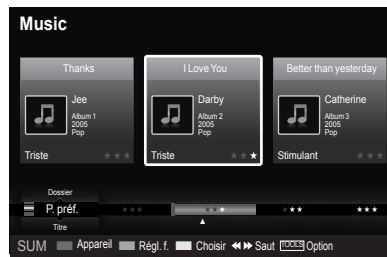 Music
Thanks
I Love You
Better than yesterday
Jee
Album 1
2005
Pop
Triste
Darby
Album 2
2005
Pop
Triste
Catherine
Album 3
2005
Pop
Stimulant
Dossier
P. préf.
Titre
SUM Appareil Régl. f. Choisir Saut TOOLS Option